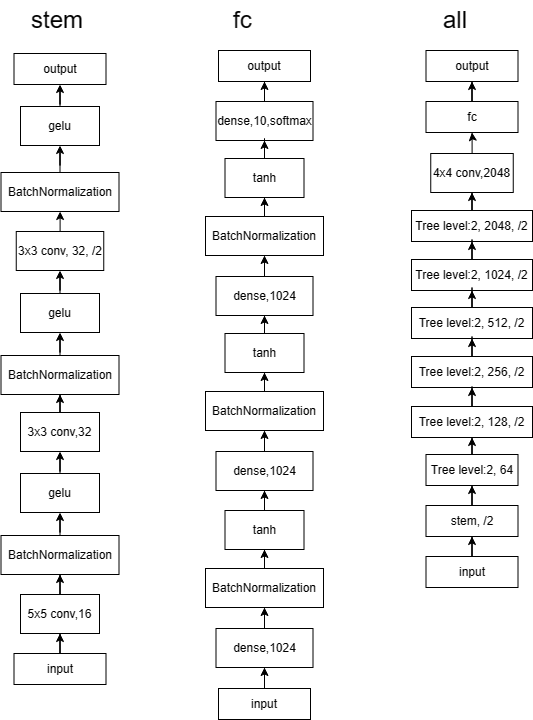 stem
output
gelu
BatchNormalization
3x3 conv, 32, /2
gelu
BatchNormalization
3x3 conv,32
gelu
BatchNormalization
5x5 conv,16
input
fc
output
dense,10,softmax
tanh
BatchNormalization
dense,1024
tanh
BatchNormalization
dense,1024
tanh
BatchNormalization
dense,1024
input
all
output
fc
4x4 conv,2048
Tree level:2, 2048, /2
Tree level:2, 1024, /2
Tree level:2, 512, /2
Tree level:2, 256, /2
Tree level:2, 128, /2
Tree level:2, 64
stem, /2
input